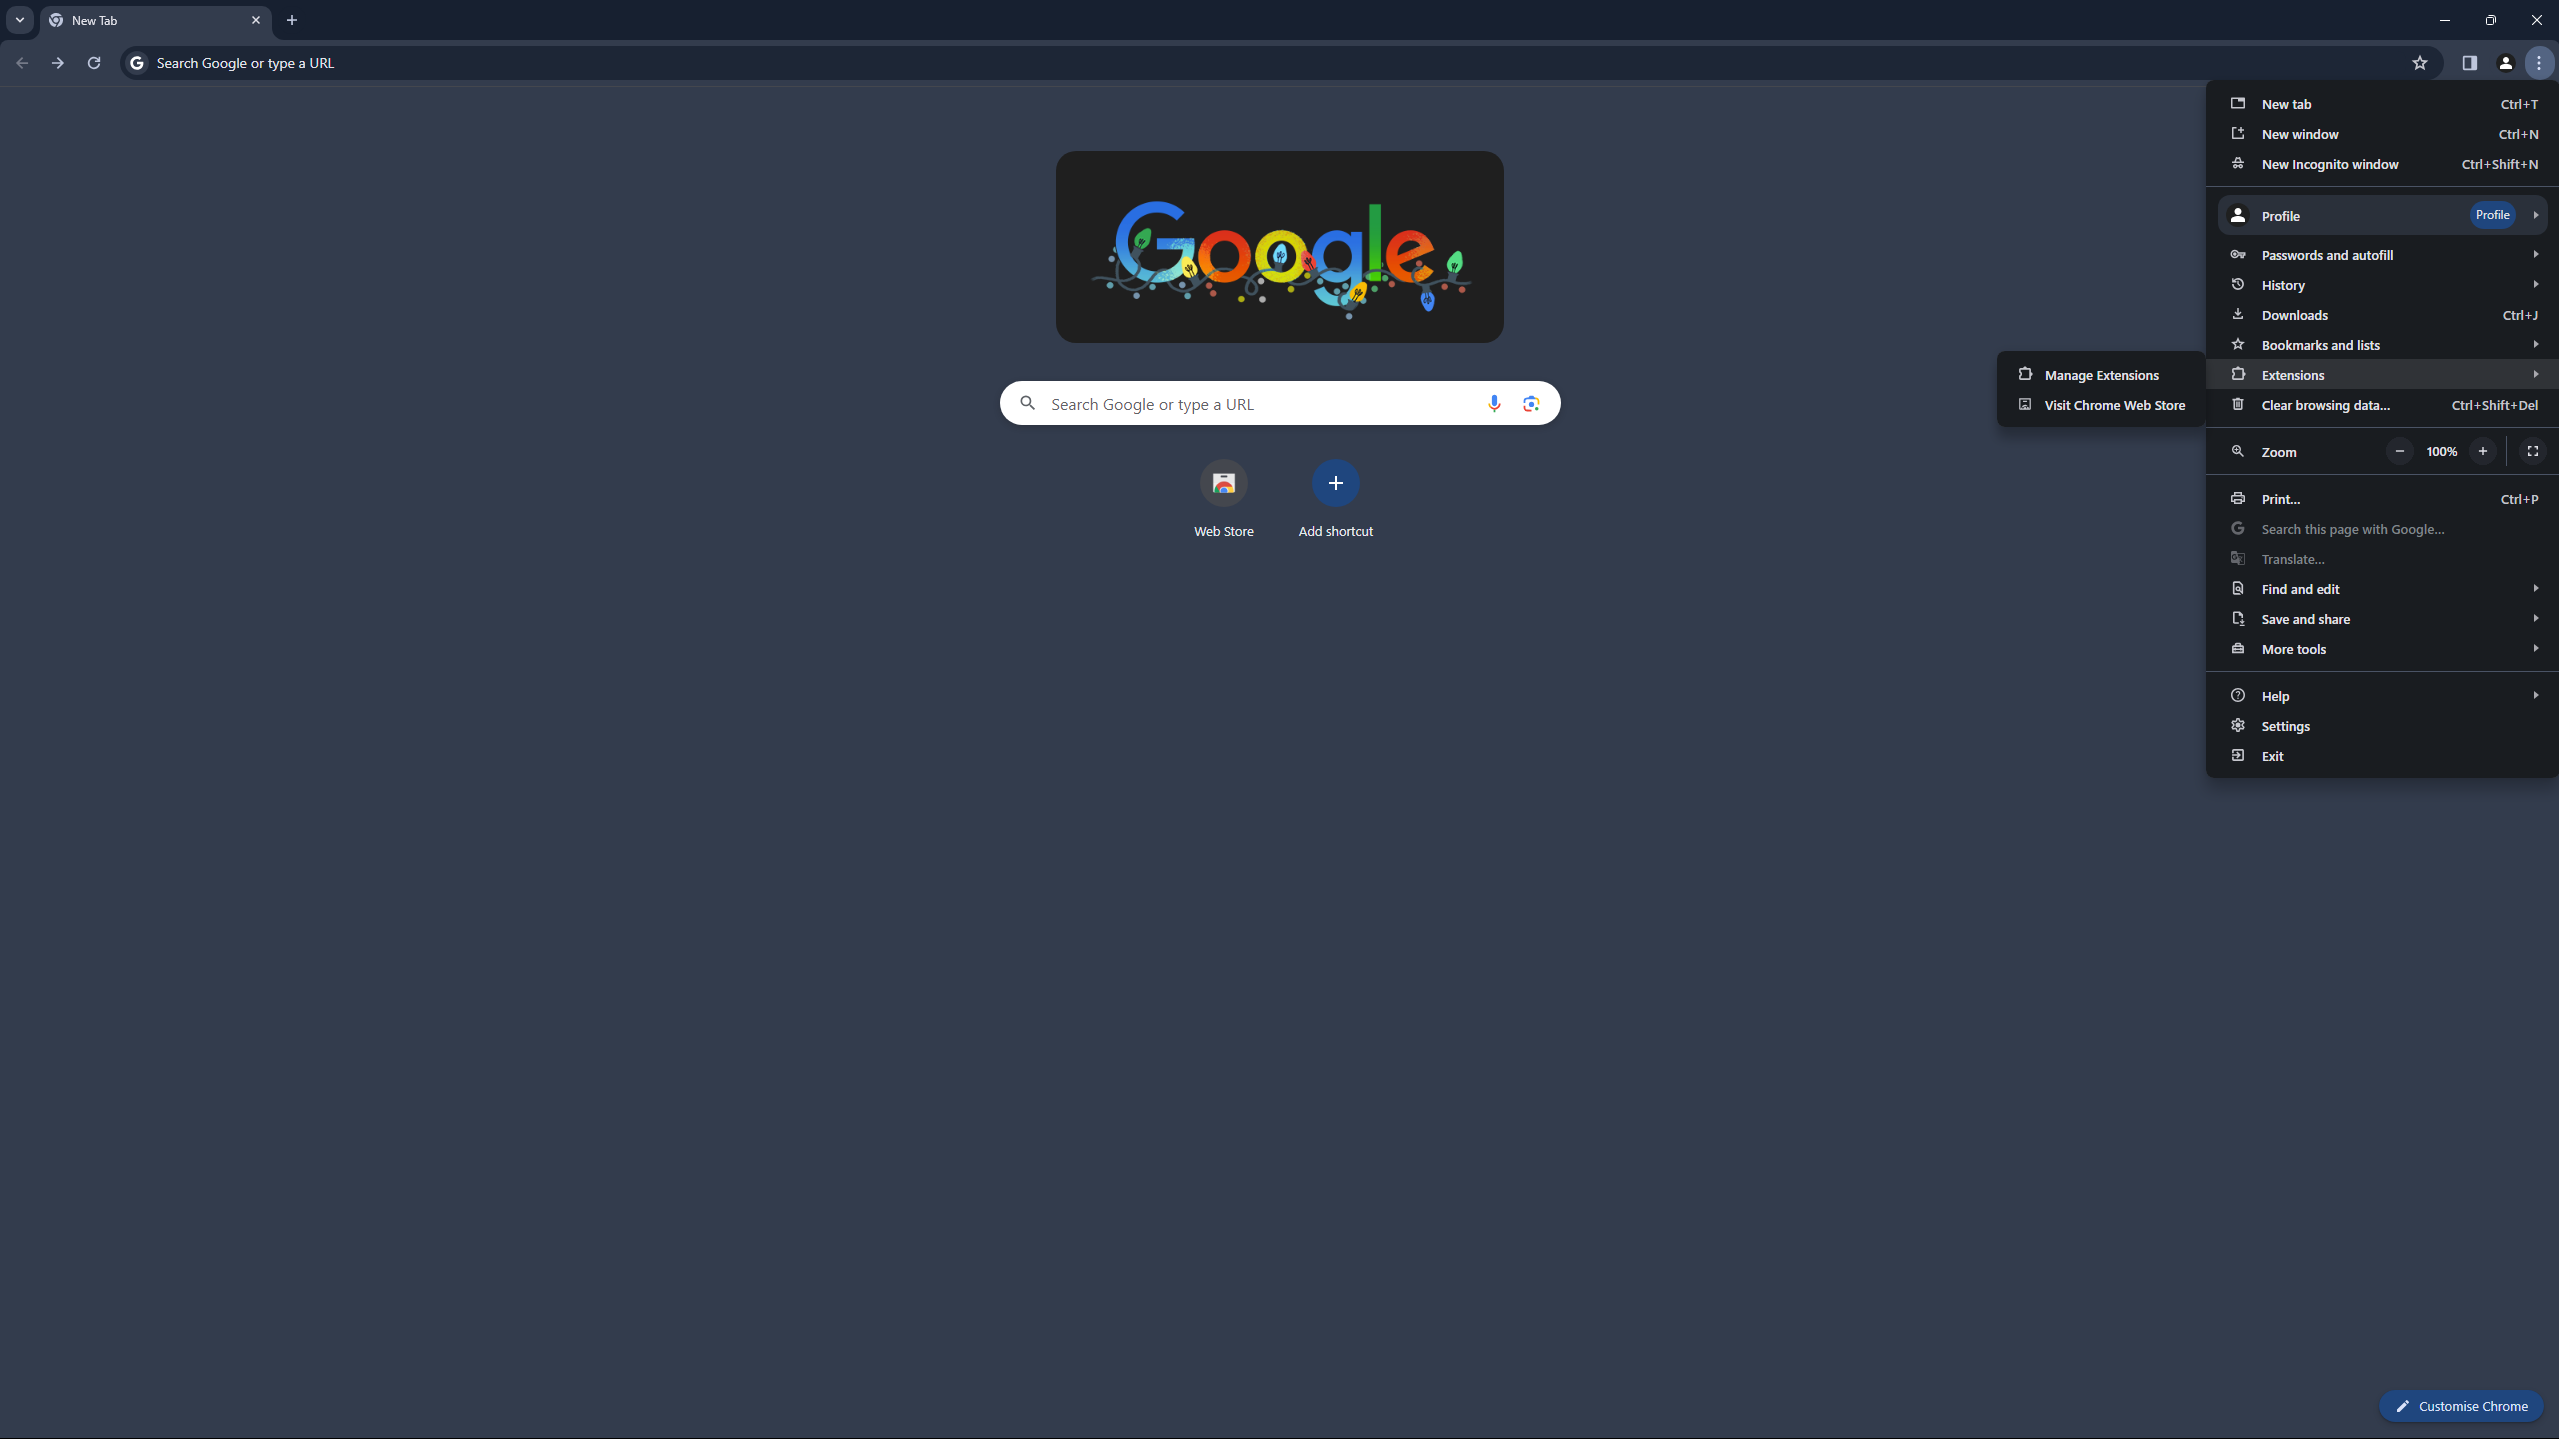 New Tab
Search Google or type a URL
New tab Ctrl+T
New window Ctrl+N
New Incognito window Ctrl+Shift+N
Profile Profile
Passwords and autofill
History
Downloads Ctrl+J
Bookmarks and lists
Extensions
Manage Extensions
Visit Chrome Web Store
Clear browsing data... Ctrl+Shift+Del
Zoom 100%
Print... Ctrl+P
Search this page with Google...
Translate...
Find and edit
Save and share
More tools
Help
Settings
Exit
Google
Search Google or type a URL
Web Store
Add shortcut
Customise Chrome